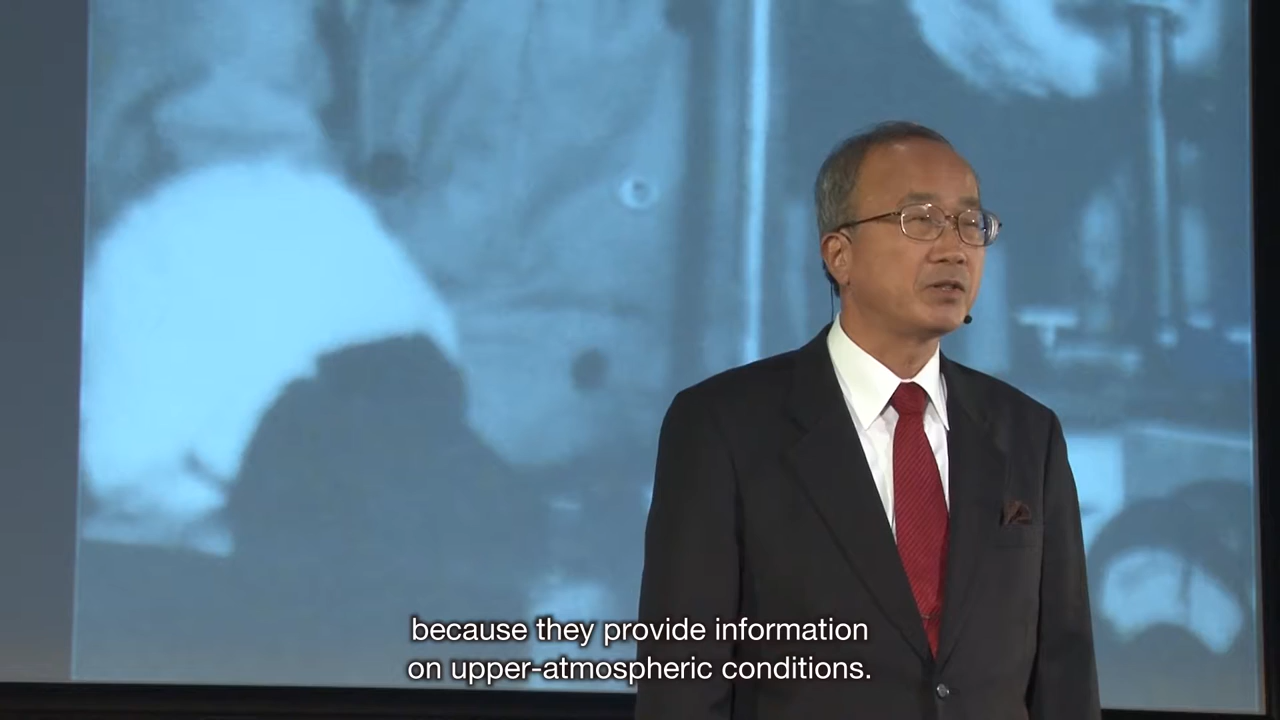 because they provide information
on upper-atmospheric conditions.